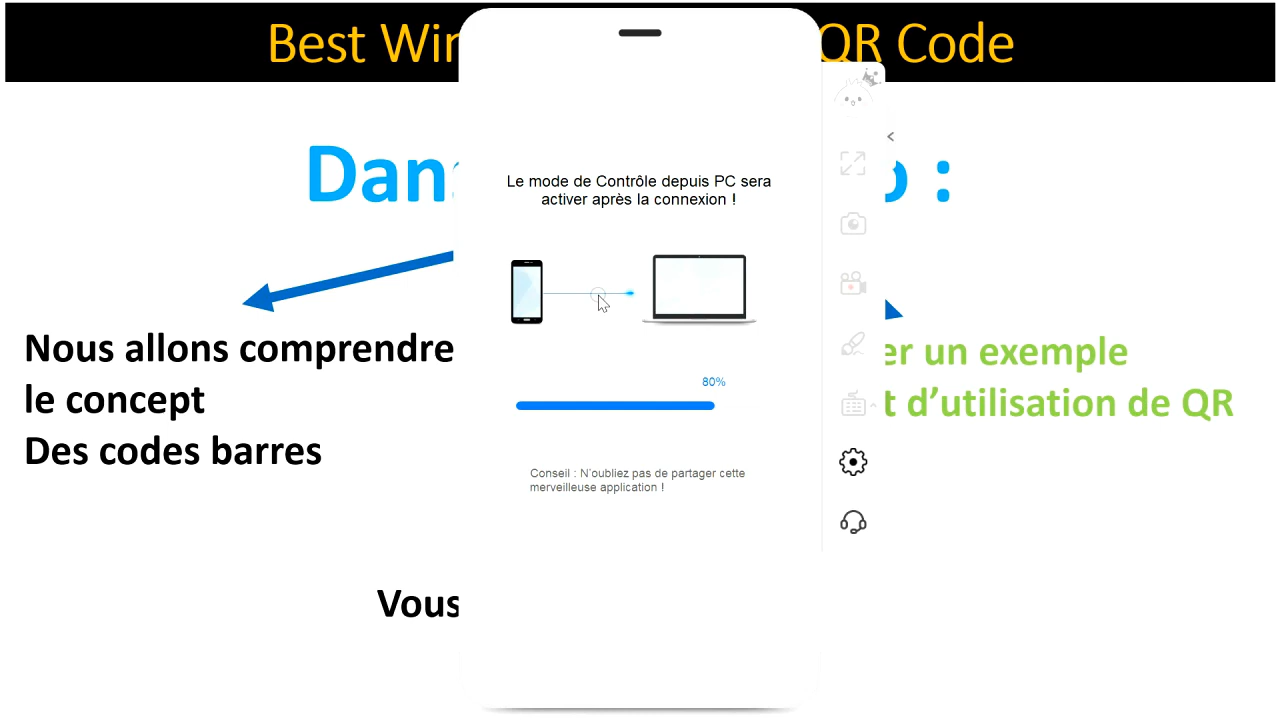 Best Win QR Code
Dans o :
Le mode de Contrôle depuis PC sera
activer après la connexion !
Nous allons comprendre
le concept
Des codes barres
er un exemple
t d’utilisation de QR
80%
Conseil : N'oubliez pas de partager cette
merveilleuse application !
Vous